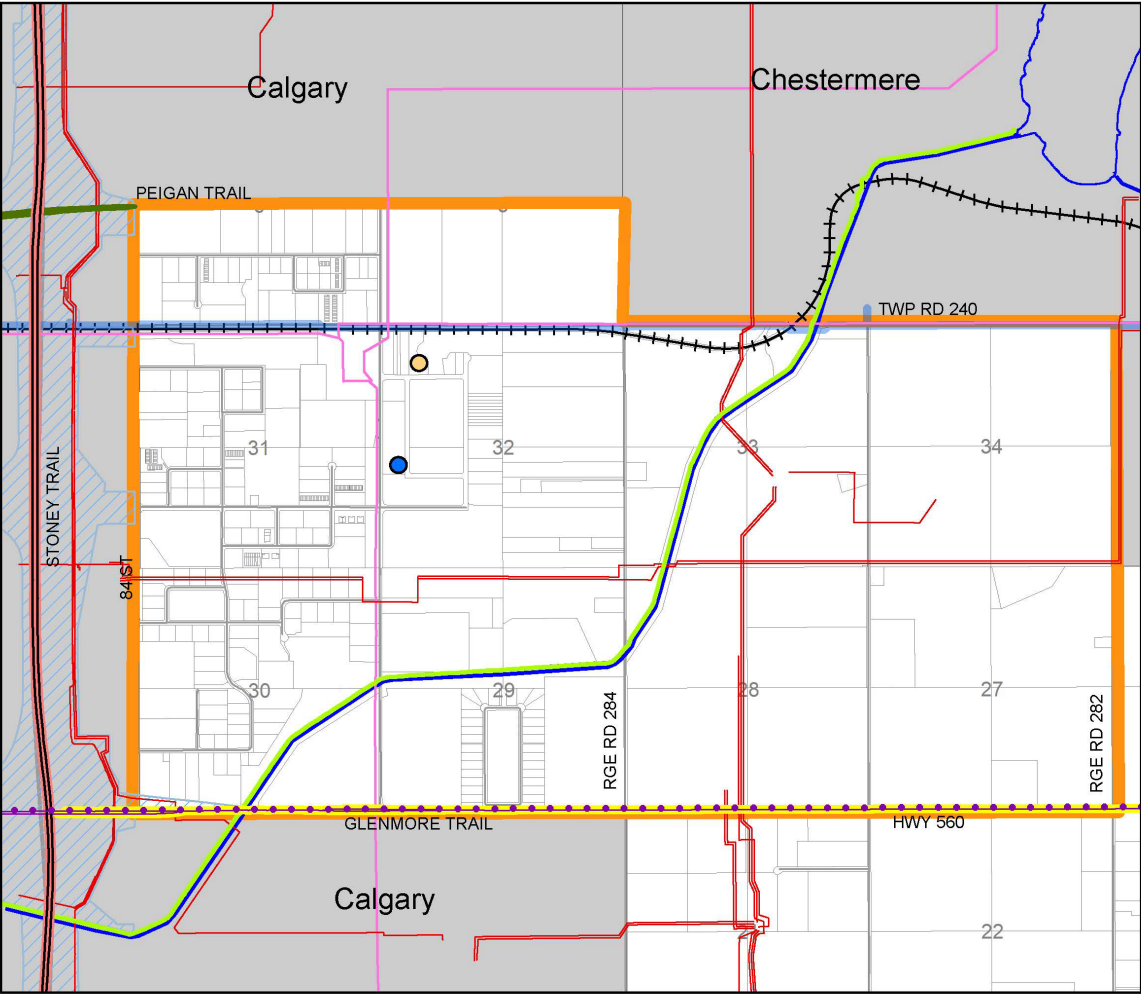 Calgary
Chestermere
PEIGAN TRAIL
TWP RD 240
31
32
33
34
STONEY TRAIL
84 ST
30
29
28
27
RGE RD 284
RGE RD 282
GLENMORE TRAIL
HWY 560
Calgary
22